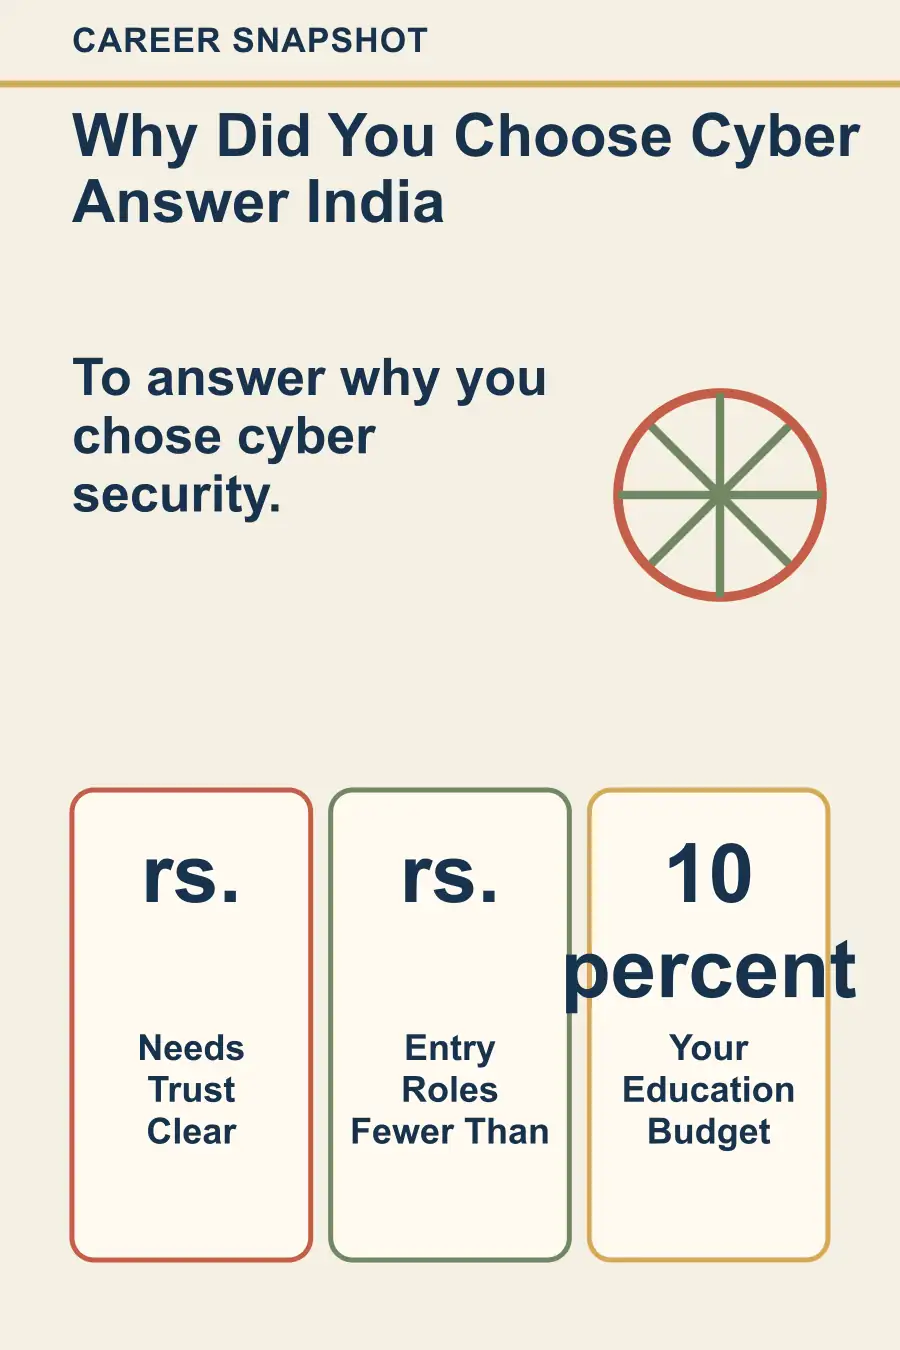 CAREER SNAPSHOT
Why Did You Choose Cyber
Answer India
To answer why you
chose cyber
security.
rs.
Needs
Trust
Clear
rs.
Entry
Roles
Fewer Than
10
percent
Your
Education
Budget